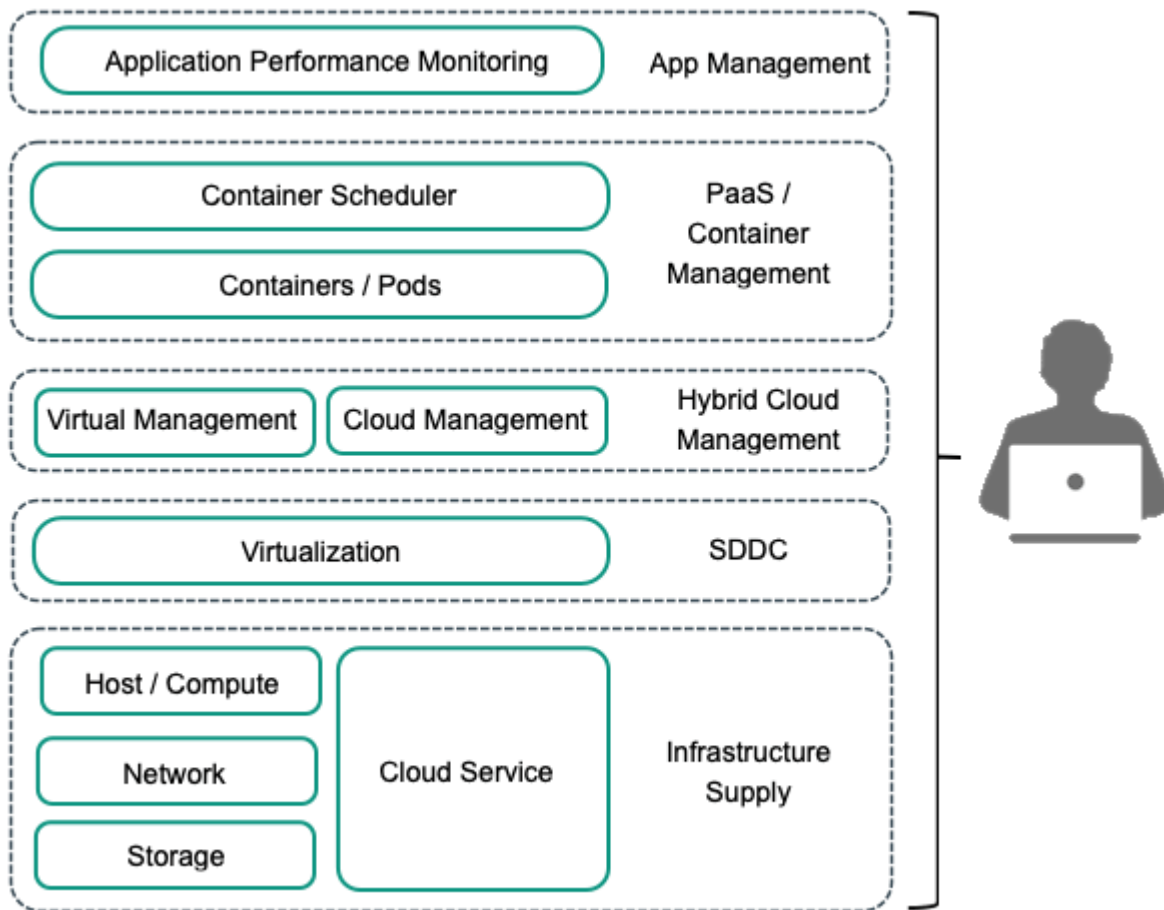 Application Performance Monitoring
App Management
Container Scheduler
Containers / Pods
PaaS /
Container
Management
Virtual Management
Cloud Management
Hybrid Cloud
Management
Virtualization
SDDC
Host / Compute
Network
Storage
Cloud Service
Infrastructure
Supply